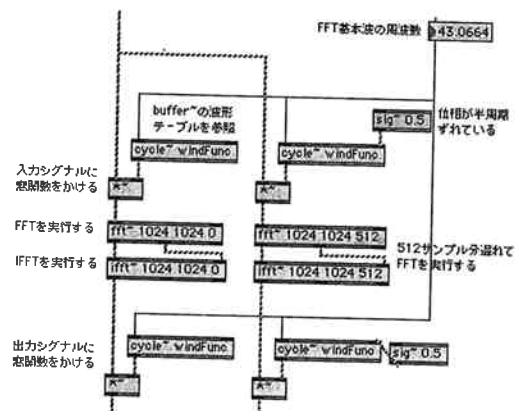 FFT基本波の周波数
43.0664
buffer~の波形
テーブルを参照
sig~ 0.5
位相が半周期
ずれている
cycle~ windFunc
cycle~ windFunc
入力シグナルに
窓関数をかける
*~
*~
FFTを実行する
fft~ 1024 1024 0
fft~ 1024 1024 512
IFFTを実行する
ifft~ 1024 1024 0
ifft~ 1024 1024 512
512サンプル分遅れて
FFTを実行する
出力シグナルに
窓関数をかける
cycle~ windFunc
cycle~ windFunc
sig~ 0.5
*~
*~